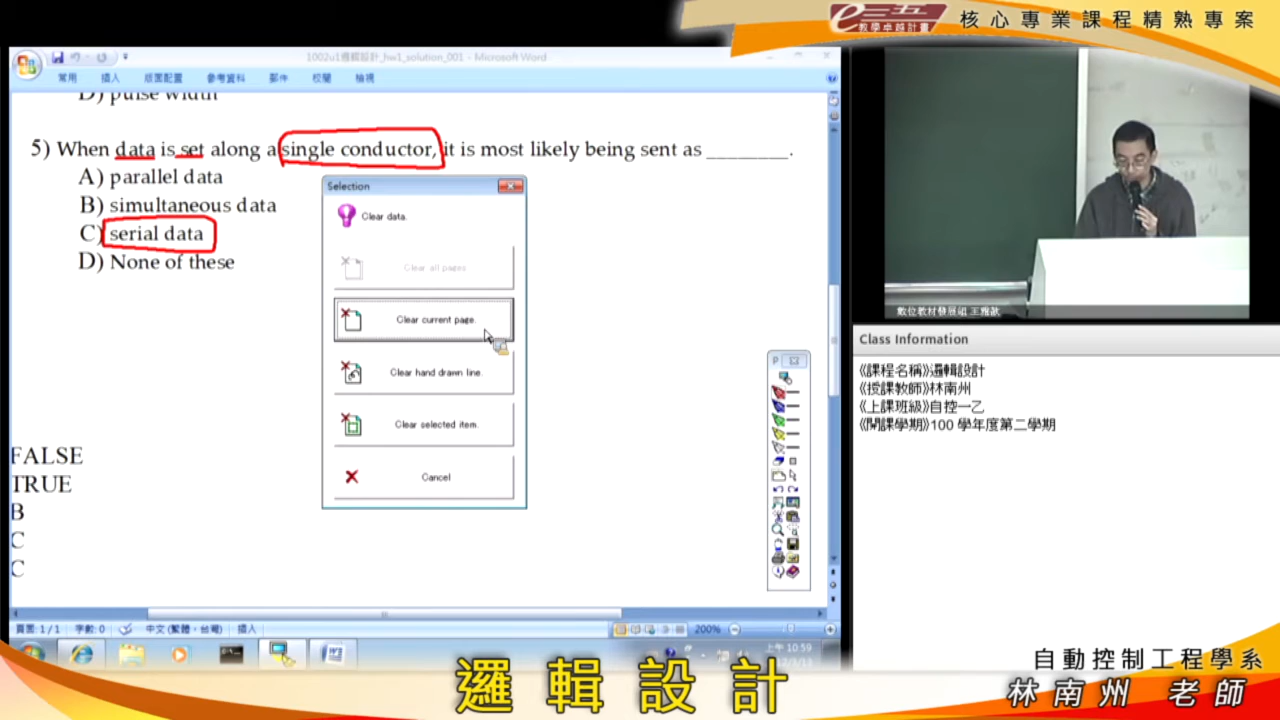 e三五
教學卓越計畫
核心專業課程精熟專案
1002u1邏輯設計_hw1_solution_001 - Microsoft Word
常用 插入 版面配置 參考資料 郵件 校閱 檢視
D) pulse width
5) When data is set along a single conductor, it is most likely being sent as ________.
A) parallel data
B) simultaneous data
C) serial data
D) None of these
Selection
Clear data.
Clear all pages
Clear current page.
Clear hand drawn line.
Clear selected item.
Cancel
FALSE
TRUE
B
C
C
P
頁面: 1/1 字數: 0 中文 (繁體，台灣) 插入 200%
上午 10:59
數位教材發展組 王雅歆
Class Information
《課程名稱》邏輯設計
《授課教師》林南州
《上課班級》自控一乙
《開課學期》100 學年度第二學期
邏輯設計
自動控制工程學系
林南州 老師